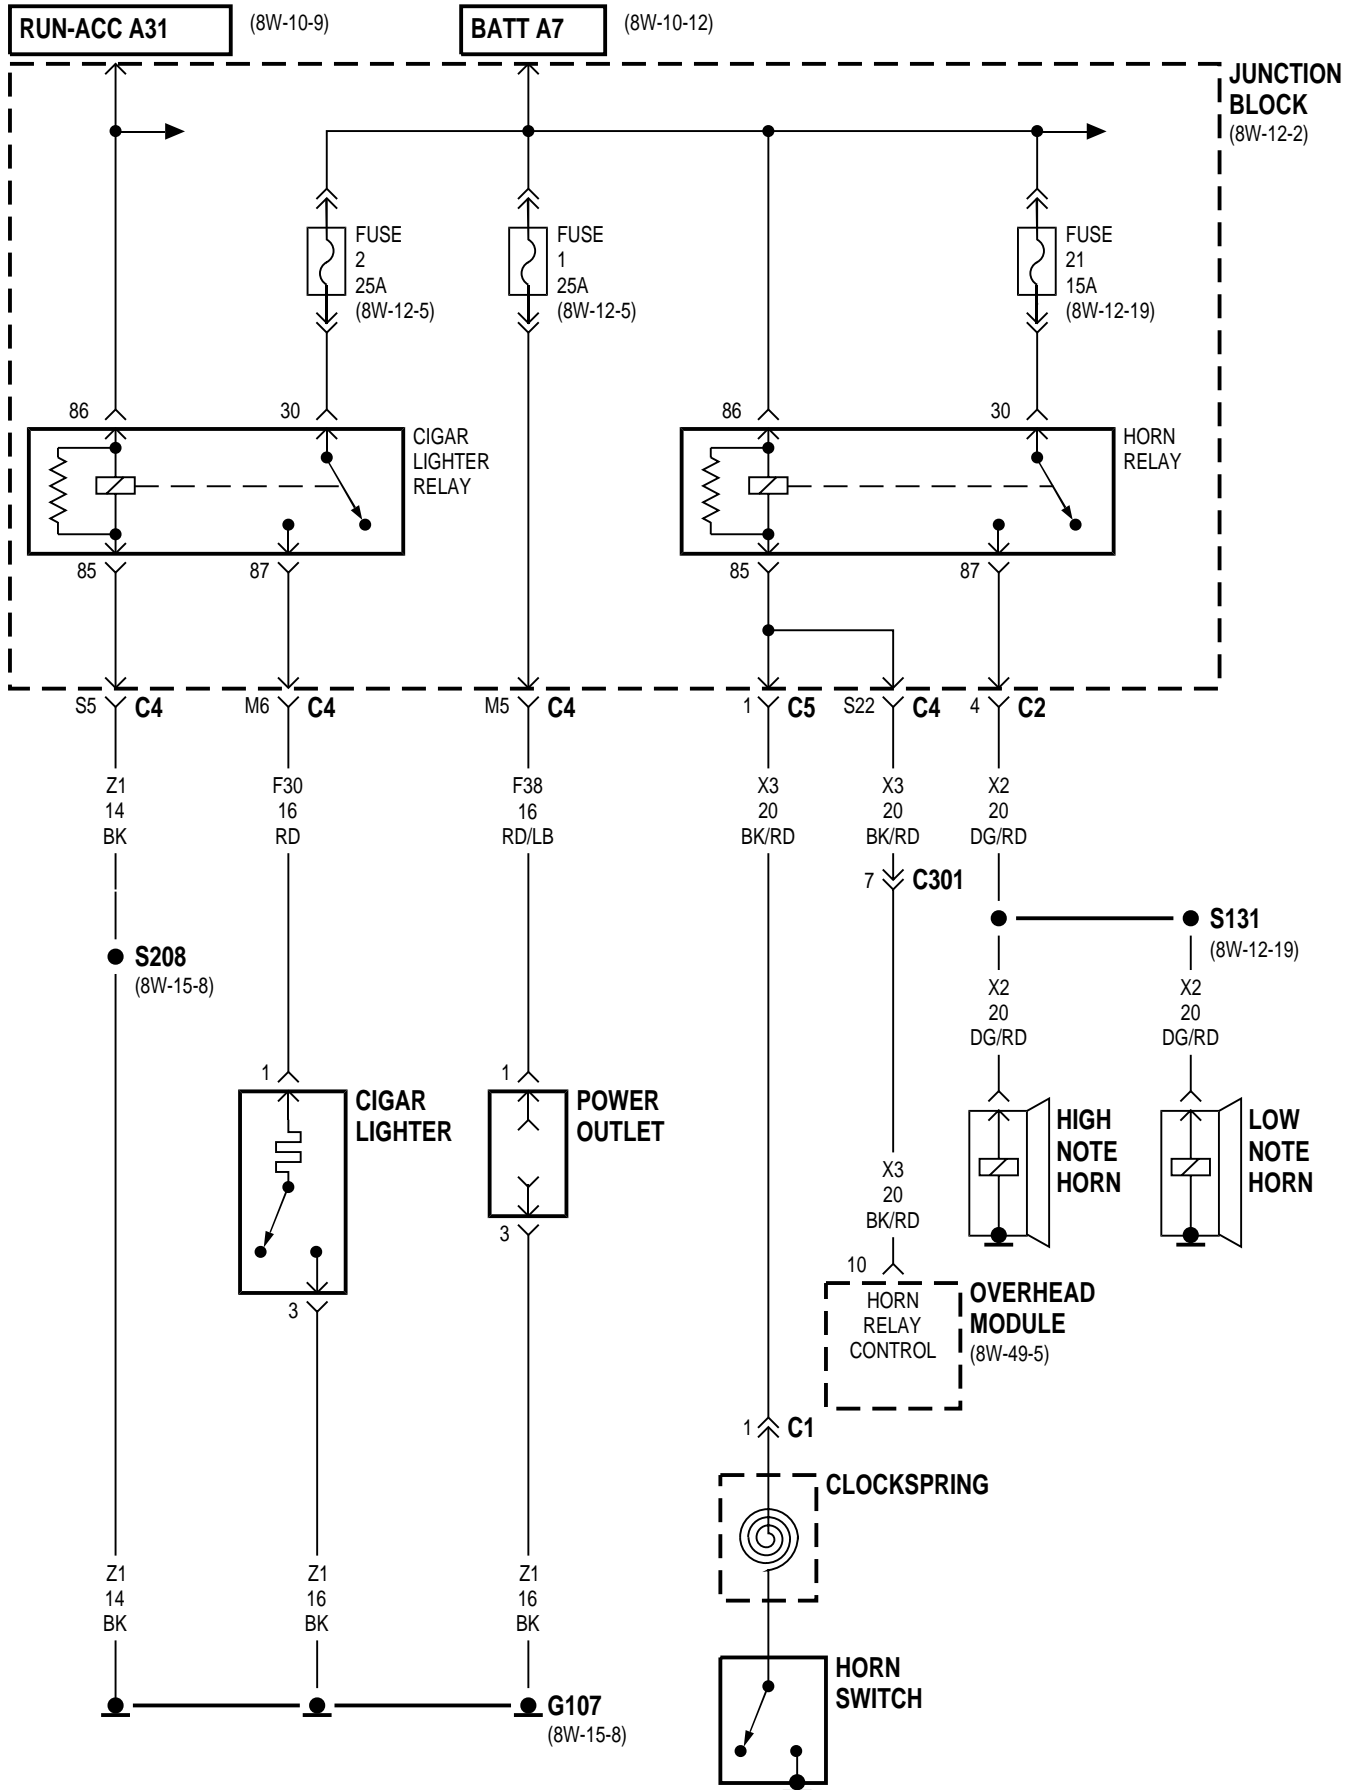 RUN-ACC A31
(8W-10-9)
BATT A7
(8W-10-12)
JUNCTION
BLOCK
(8W-12-2)
FUSE
2
25A
(8W-12-5)
FUSE
1
25A
(8W-12-5)
FUSE
21
15A
(8W-12-19)
86
30
CIGAR
LIGHTER
RELAY
85
87
86
30
HORN
RELAY
85
87
S5
C4
M6
C4
M5
C4
1
C5
S22
C4
4
C2
Z1
14
BK
F30
16
RD
F38
16
RD/LB
X3
20
BK/RD
X3
20
BK/RD
X2
20
DG/RD
7
C301
S208
(8W-15-8)
S131
(8W-12-19)
X2
20
DG/RD
X2
20
DG/RD
1
CIGAR
LIGHTER
3
1
POWER
OUTLET
3
HIGH
NOTE
HORN
LOW
NOTE
HORN
X3
20
BK/RD
10
HORN
RELAY
CONTROL
OVERHEAD
MODULE
(8W-49-5)
1
C1
CLOCKSPRING
Z1
14
BK
Z1
16
BK
Z1
16
BK
G107
(8W-15-8)
HORN
SWITCH